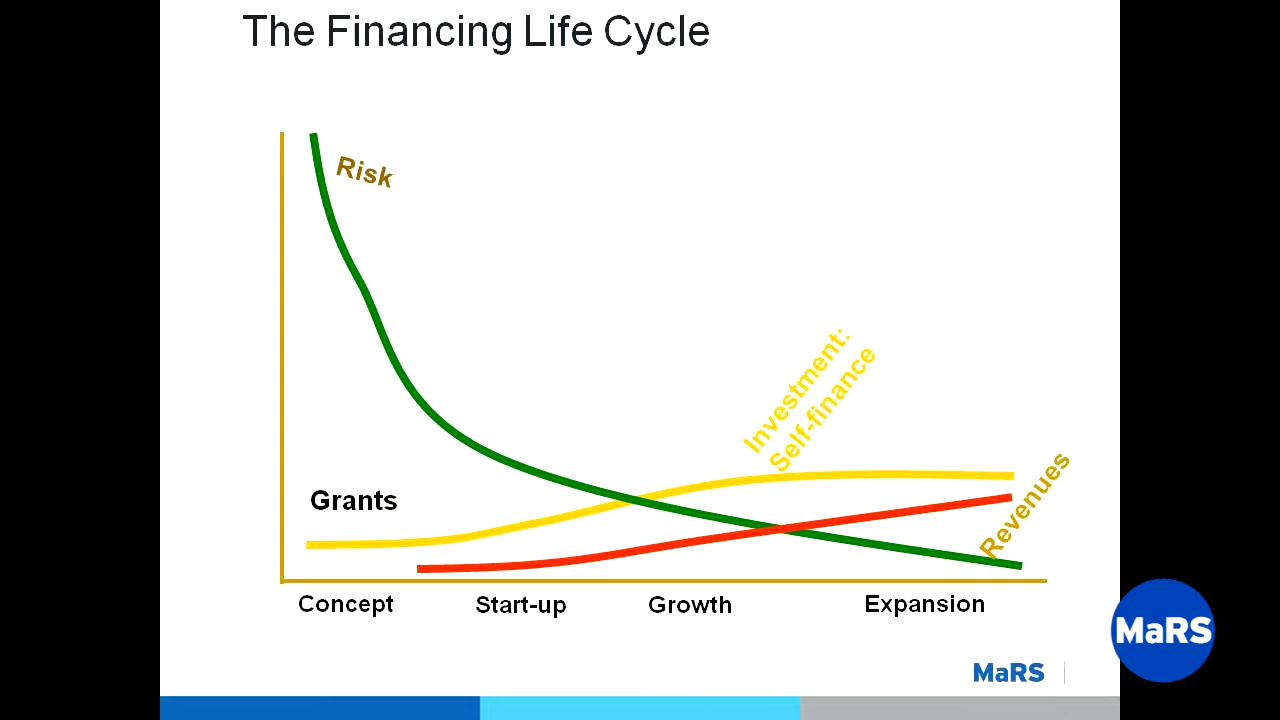 The Financing Life Cycle
Risk
Investment:
Self-finance
Revenues
Grants
Concept
Start-up
Growth
Expansion
MaRS
MaRS